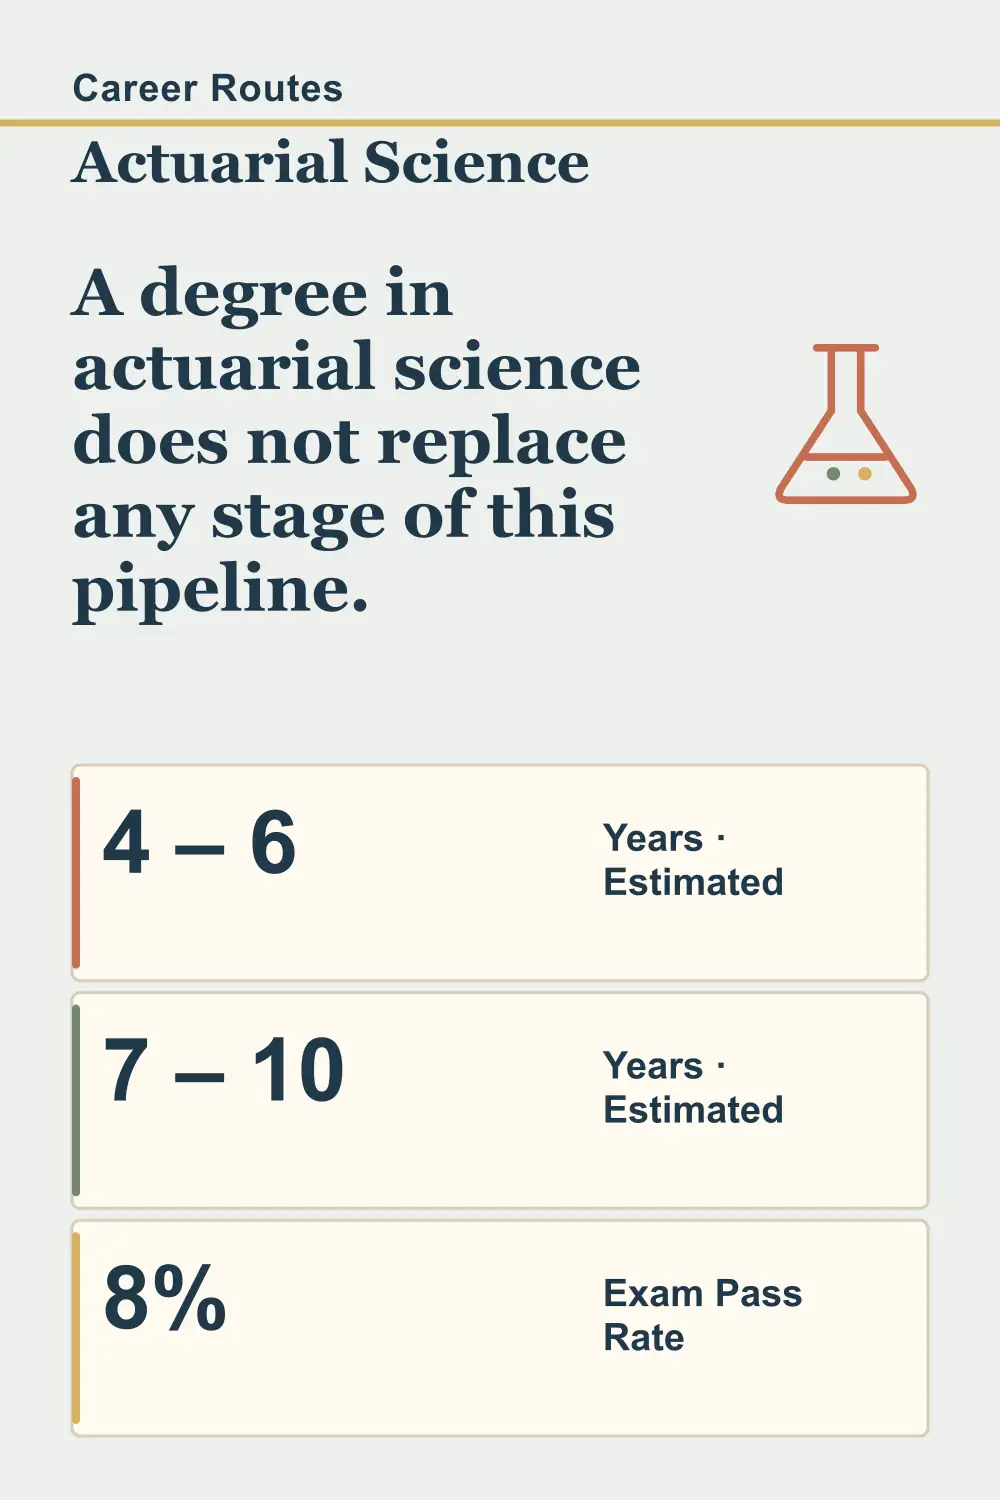 Career Routes
Actuarial Science
A degree in
actuarial science
does not replace
any stage of this
pipeline.
4 – 6
Years ·
Estimated
7 – 10
Years ·
Estimated
8%
Exam Pass
Rate